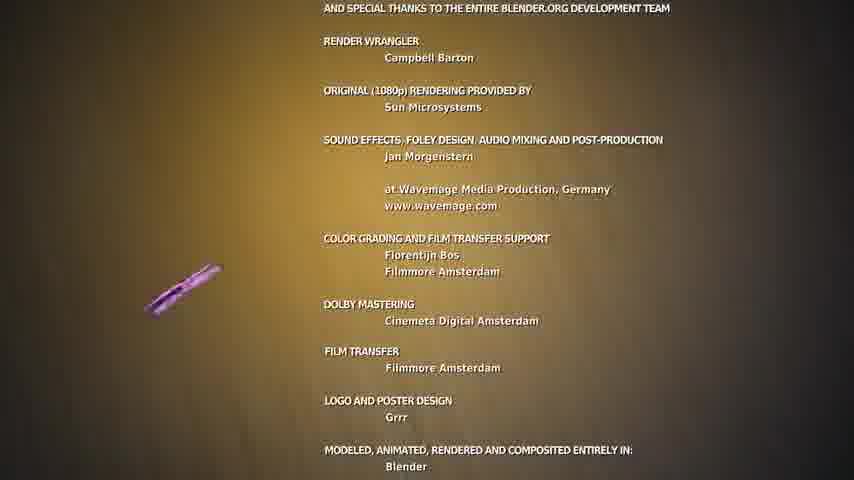 AND SPECIAL THANKS TO THE ENTIRE BLENDER.ORG DEVELOPMENT TEAM
RENDER WRANGLER
Campbell Barton
ORIGINAL (1080p) RENDERING PROVIDED BY
Sun Microsystems
SOUND EFFECTS, FOLEY DESIGN, AUDIO MIXING AND POST-PRODUCTION
Jan Morgenstern
at Wavemage Media Production, Germany
www.wavemage.com
COLOR GRADING AND FILM TRANSFER SUPPORT
Florentijn Bos
Filmmore Amsterdam
DOLBY MASTERING
Cinemeta Digital Amsterdam
FILM TRANSFER
Filmmore Amsterdam
LOGO AND POSTER DESIGN
Grrr
MODELED, ANIMATED, RENDERED AND COMPOSITED ENTIRELY IN:
Blender